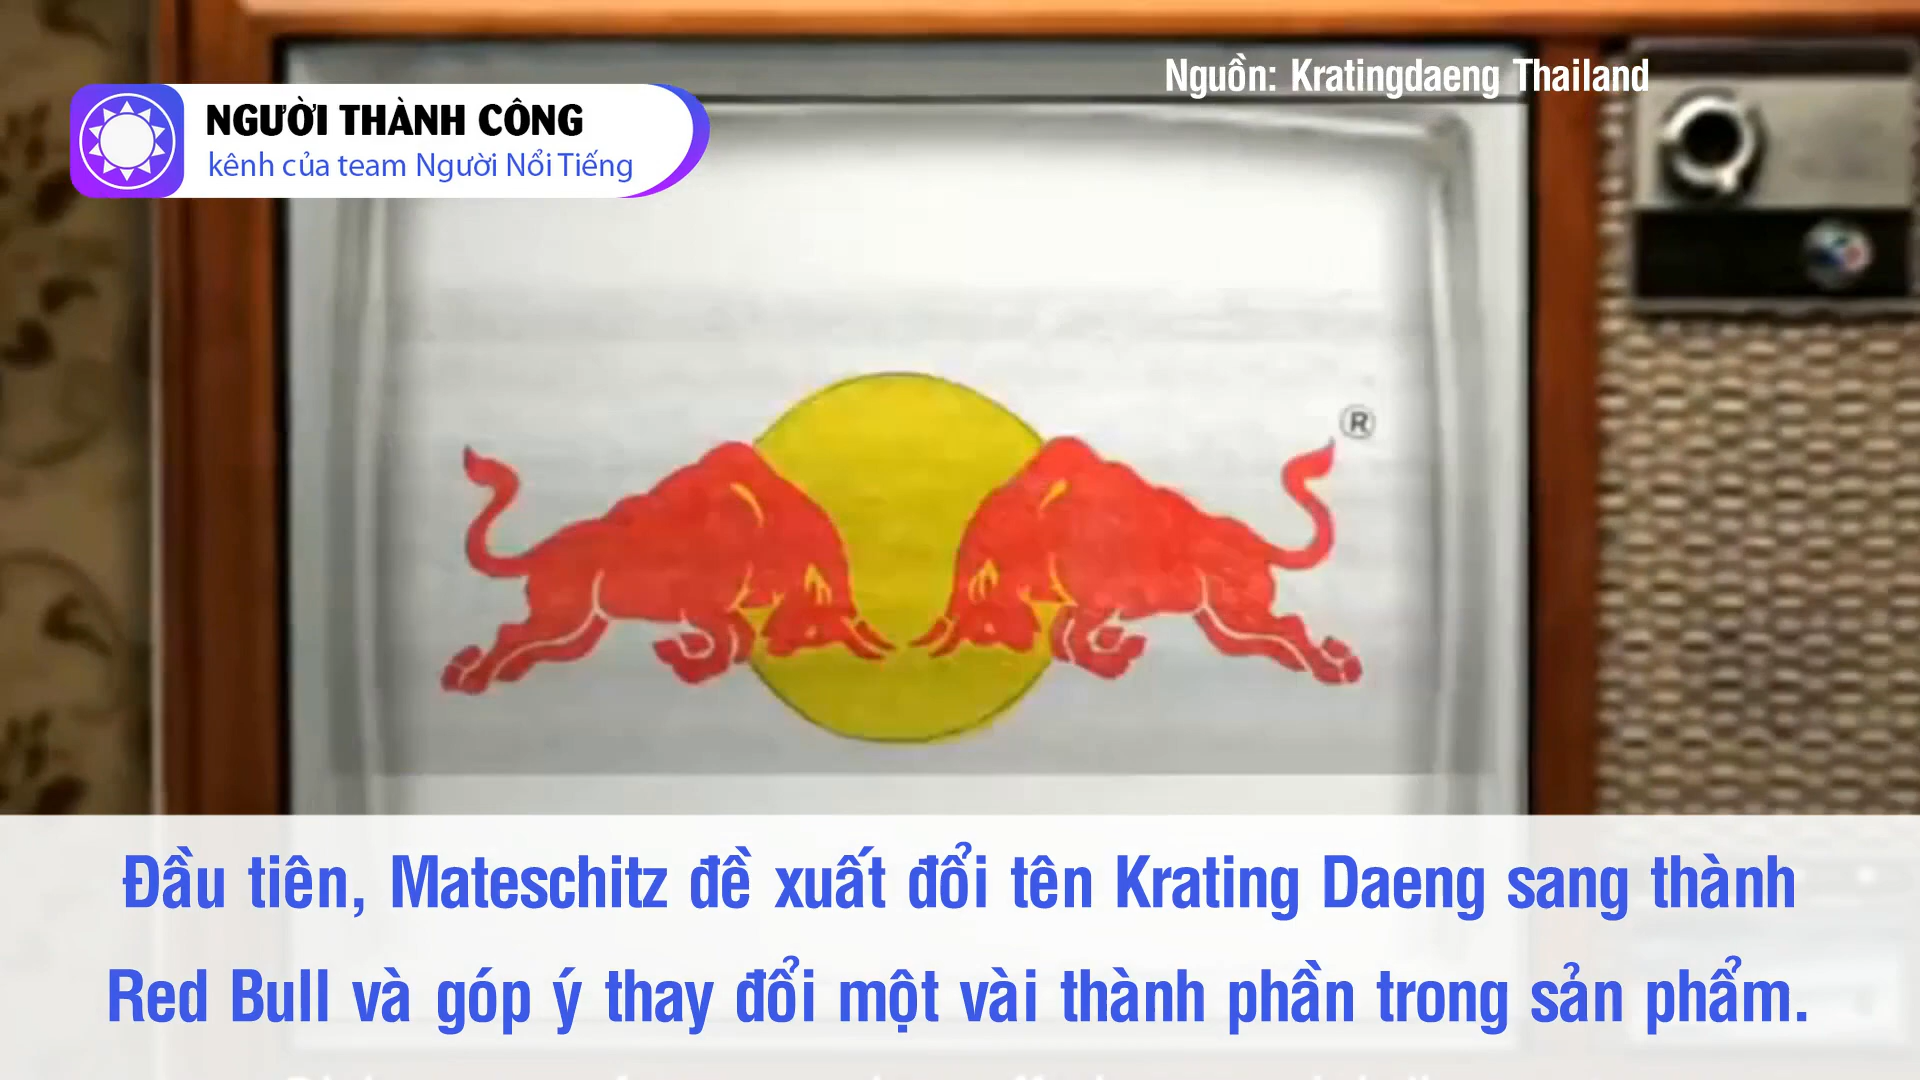 Nguồn: Kratingdaeng Thailand
NGƯỜI THÀNH CÔNG
kênh của team Người Nổi Tiếng
®
Đầu tiên, Mateschitz đề xuất đổi tên Krating Daeng sang thành
Red Bull và góp ý thay đổi một vài thành phần trong sản phẩm.